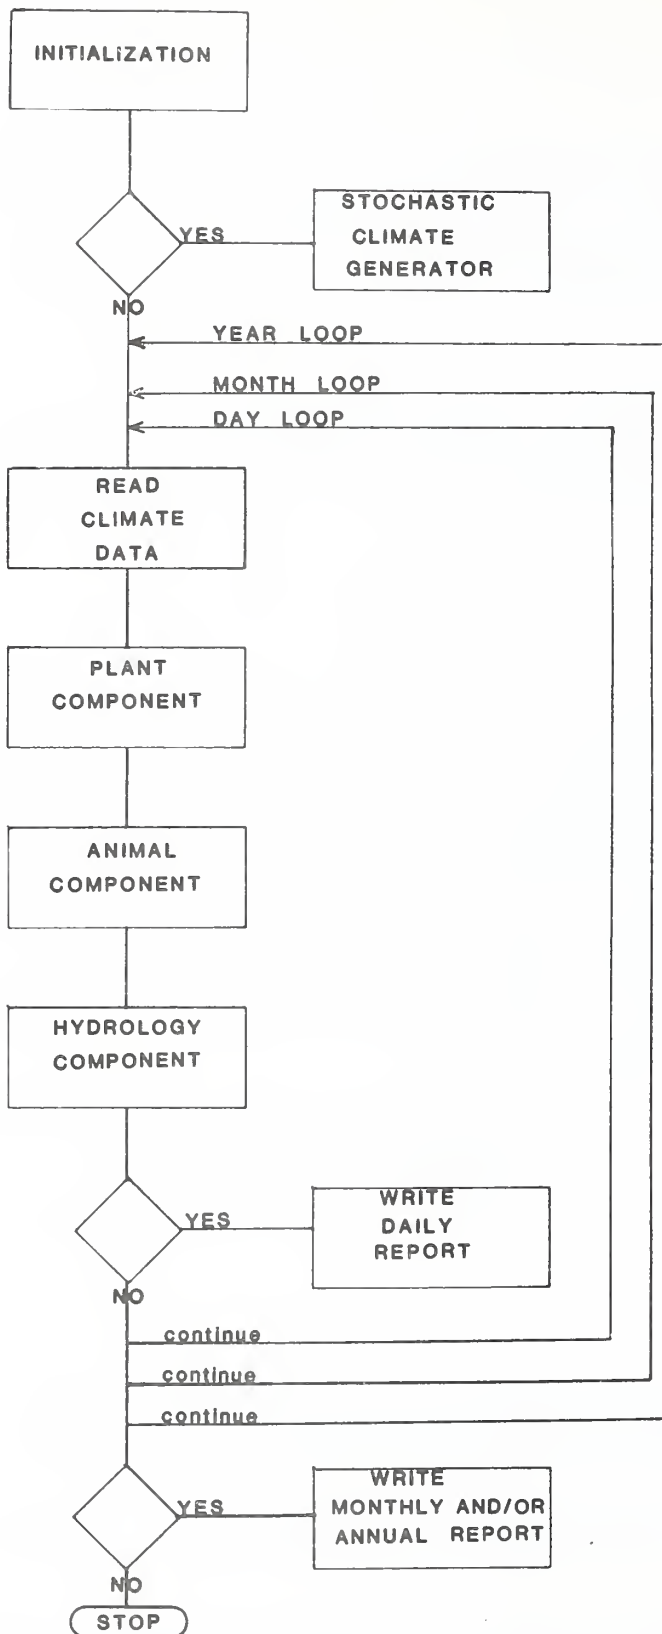 INITIALIZATION
YES
STOCHASTIC
CLIMATE
GENERATOR
NO
YEAR LOOP
MONTH LOOP
DAY LOOP
READ
CLIMATE
DATA
PLANT
COMPONENT
ANIMAL
COMPONENT
HYDROLOGY
COMPONENT
YES
WRITE
DAILY
REPORT
NO
continue
continue
continue
YES
WRITE
MONTHLY AND/OR
ANNUAL REPORT
NO
STOP